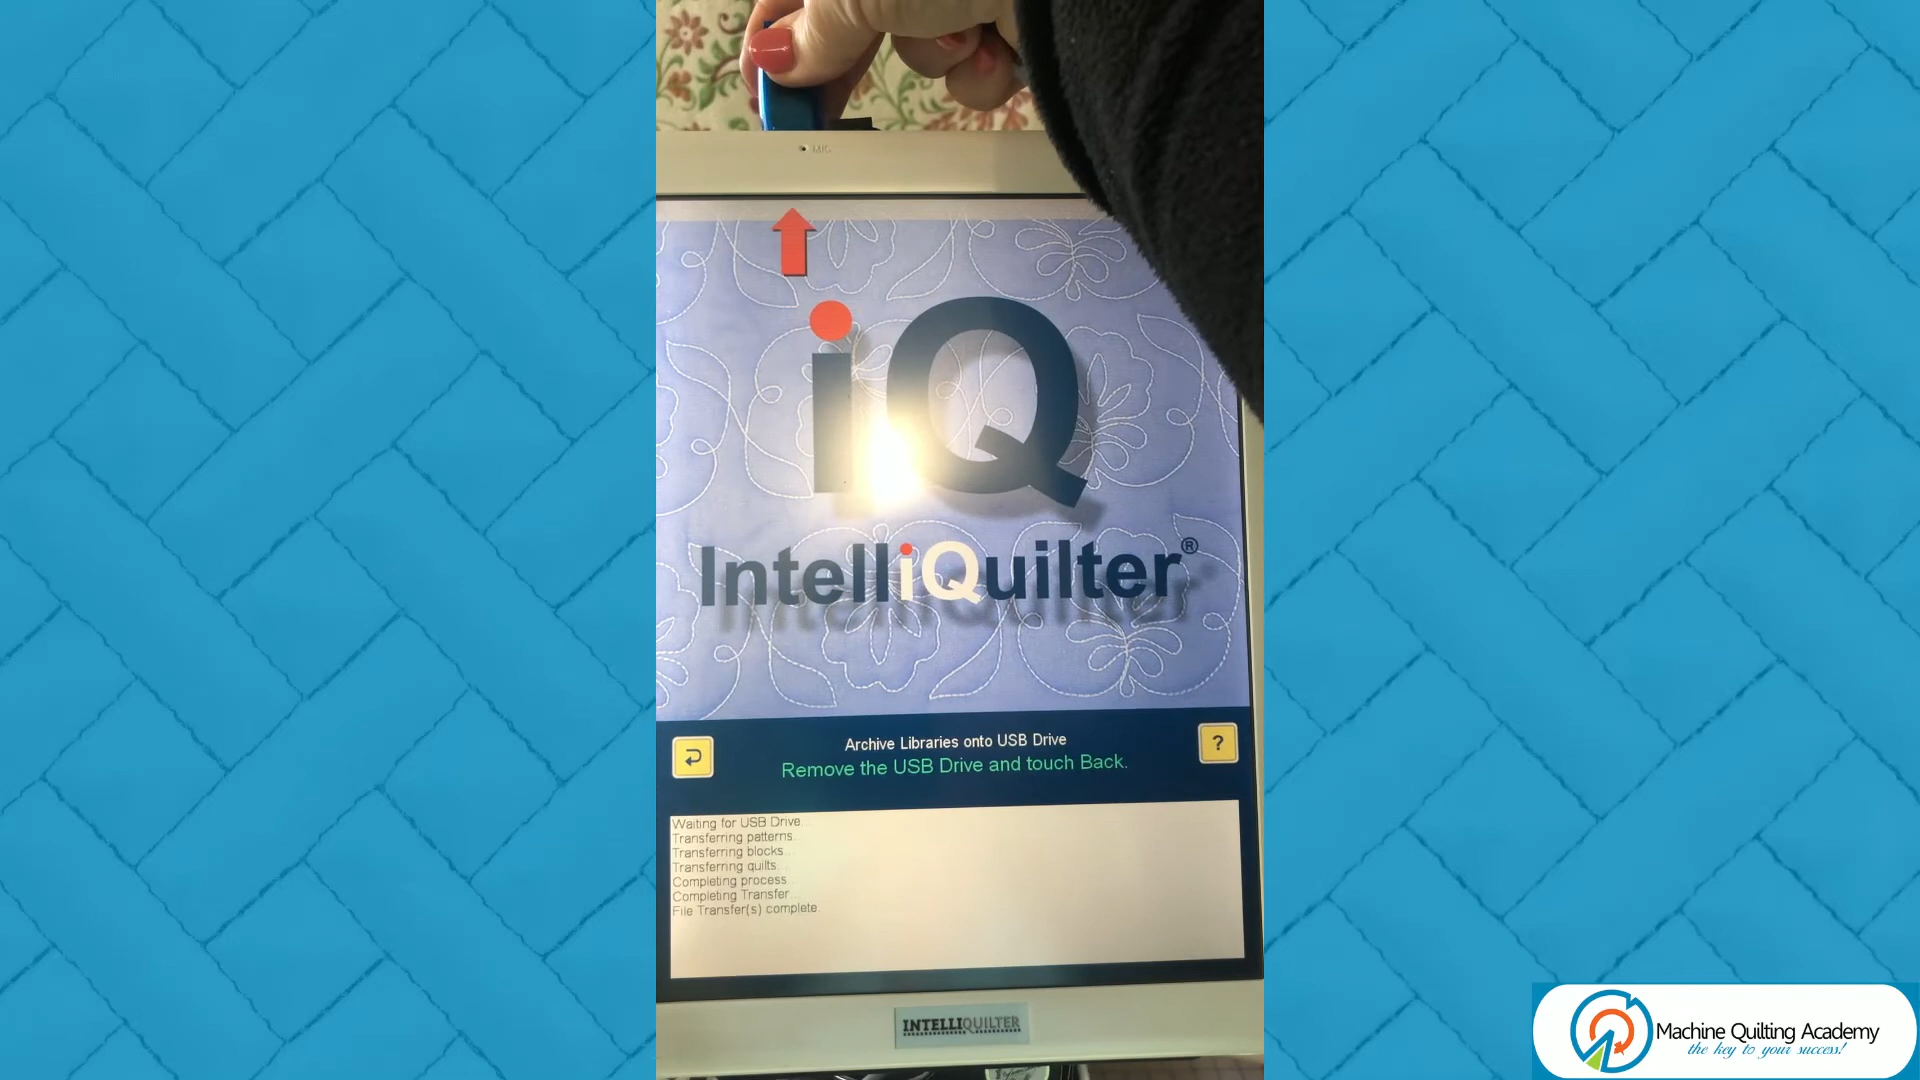 MIC
iQ
IntelliQuilter®
Archive Libraries onto USB Drive
?
Remove the USB Drive and touch Back.
Waiting for USB Drive...
Transferring patterns...
Transferring blocks...
Transferring quilts...
Completing process...
Completing Transfer...
File Transfer(s) complete.
INTELLIQUILTER
Machine Quilting Academy
the key to your success!